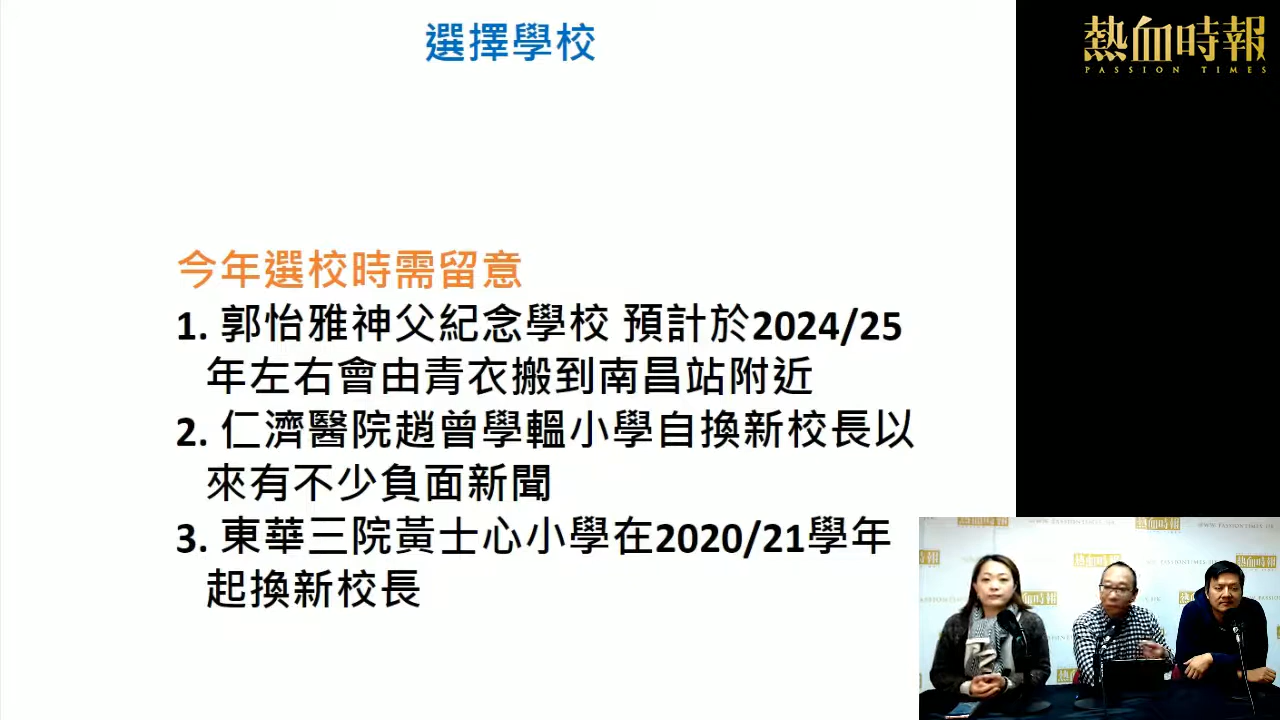 選擇學校
熱血時報
PASSION TIMES
今年選校時需留意
1. 郭怡雅神父紀念學校 預計於2024/25
年左右會由青衣搬到南昌站附近
2. 仁濟醫院趙曾學韞小學自換新校長以
來有不少負面新聞
3. 東華三院黃士心小學在2020/21學年
起換新校長